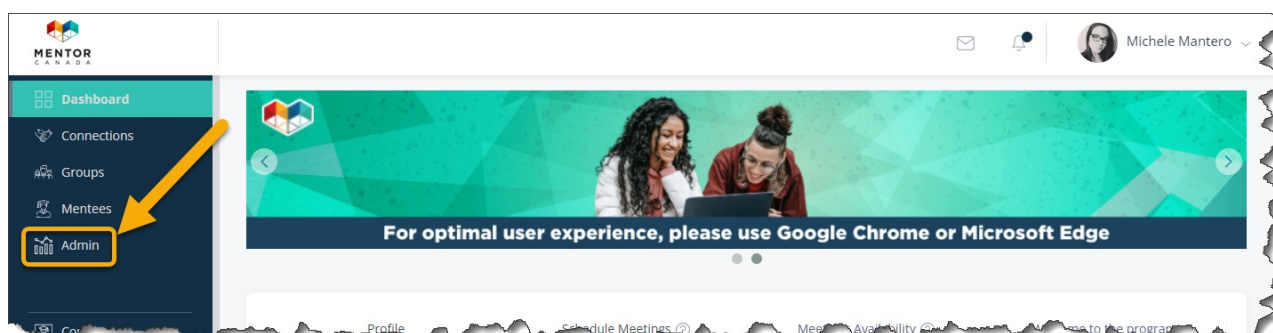 MENTOR
CANADA
Michele Mantero
Dashboard
Connections
Groups
Mentees
Admin
For optimal user experience, please use Google Chrome or Microsoft Edge
Profile
Schedule Meetings